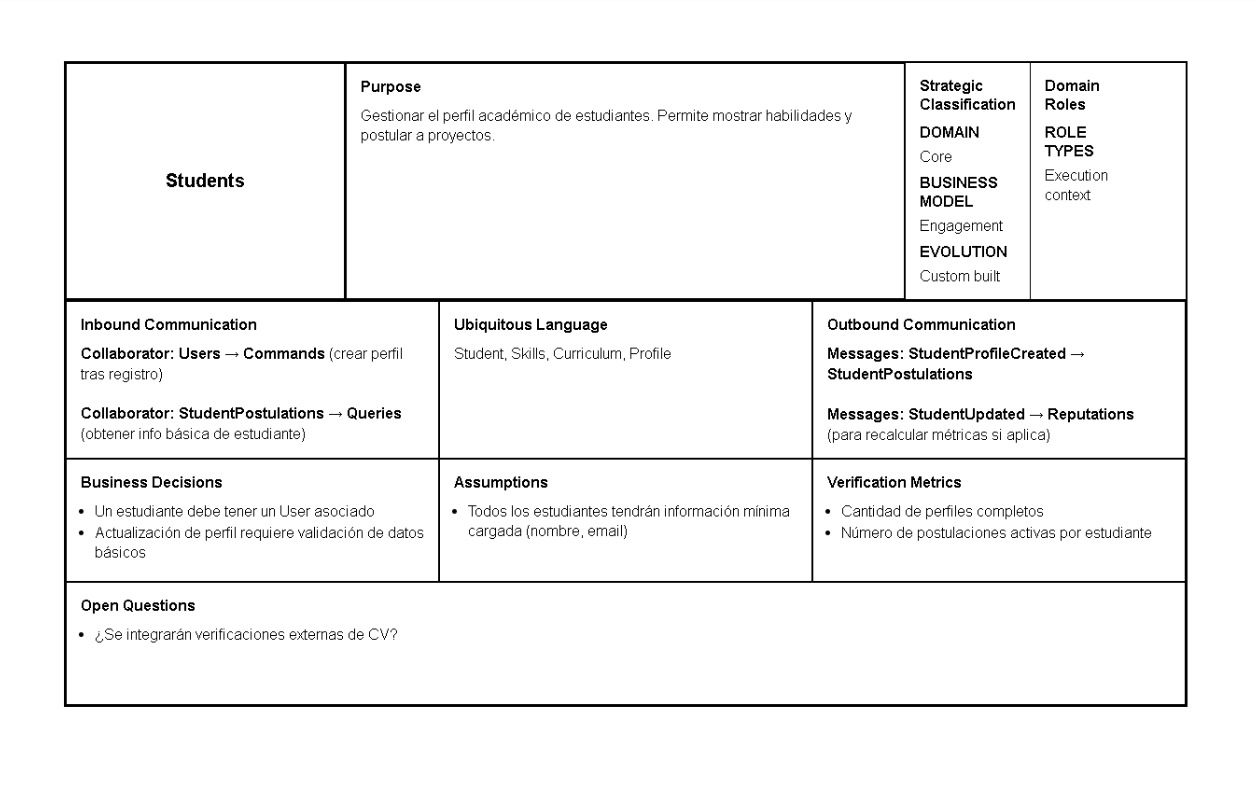 Students
Purpose
Gestionar el perfil académico de estudiantes. Permite mostrar habilidades y
postular a proyectos.
Strategic
Classification
DOMAIN
Core
BUSINESS
MODEL
Engagement
EVOLUTION
Custom built
Domain
Roles
ROLE
TYPES
Execution
context
Inbound Communication
Collaborator: Users → Commands (crear perfil
tras registro)
Collaborator: StudentPostulations → Queries
(obtener info básica de estudiante)
Ubiquitous Language
Student, Skills, Curriculum, Profile
Outbound Communication
Messages: StudentProfileCreated →
StudentPostulations
Messages: StudentUpdated → Reputations
(para recalcular métricas si aplica)
Business Decisions
• Un estudiante debe tener un User asociado
• Actualización de perfil requiere validación de datos
básicos
Assumptions
• Todos los estudiantes tendrán información mínima
cargada (nombre, email)
Verification Metrics
• Cantidad de perfiles completos
• Número de postulaciones activas por estudiante
Open Questions
• ¿Se integrarán verificaciones externas de CV?